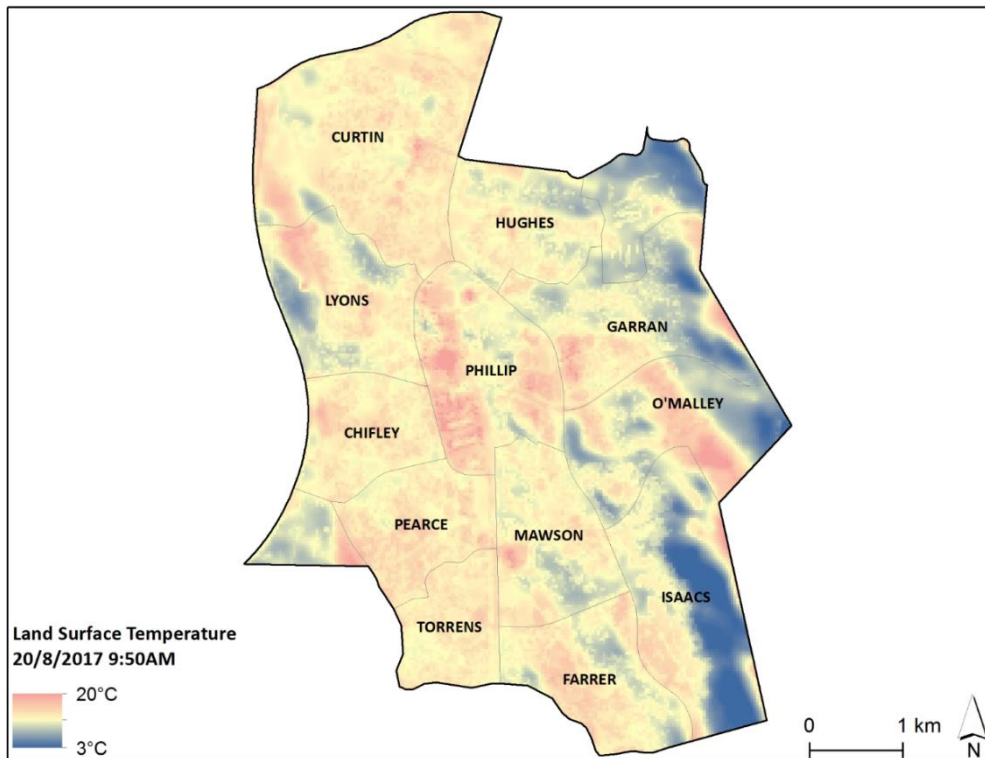 CURTIN
HUGHES
LYONS
GARRAN
PHILLIP
O'MALLEY
CHIFLEY
PEARCE
MAWSON
ISAACS
TORRENS
FARRER
Land Surface Temperature
20/8/2017 9:50AM
20°C
3°C
0 1 km
N